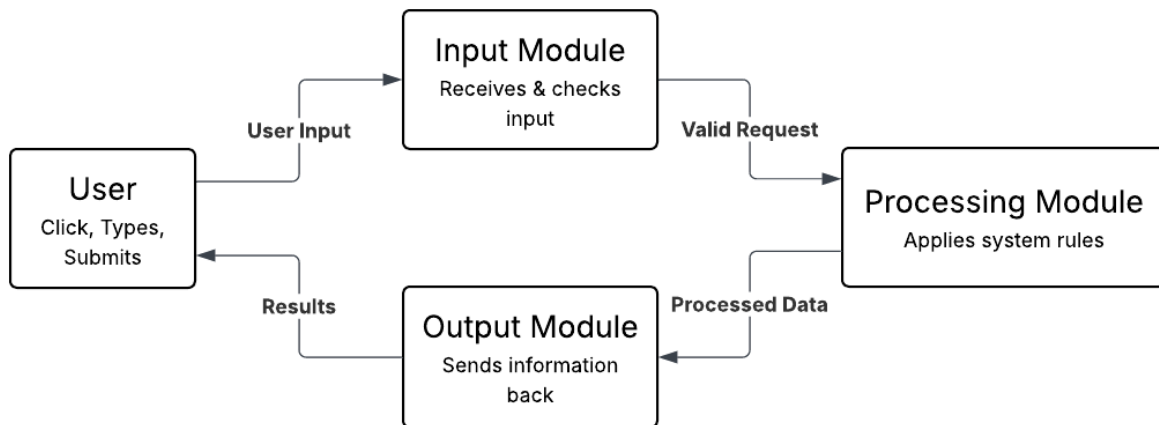 Input Module
Receives & checks
input
User Input
Valid Request
User
Click, Types,
Submits
Processing Module
Applies system rules
Results
Processed Data
Output Module
Sends information
back